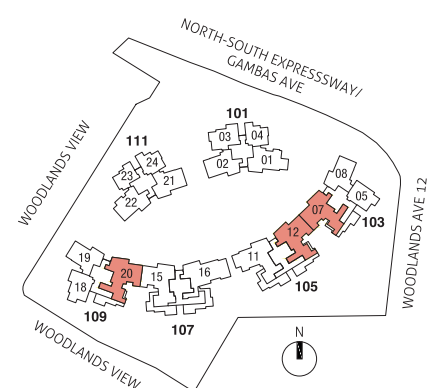 NORTH-SOUTH EXPRESSSWAY/
GAMBAS AVE
WOODLANDS VIEW
101
03 04
02 01
111
24
23
21
22
08
07 05
103
WOODLANDS AVE 12
12
11
105
19
20 15 16
18
109
107
WOODLANDS VIEW
N